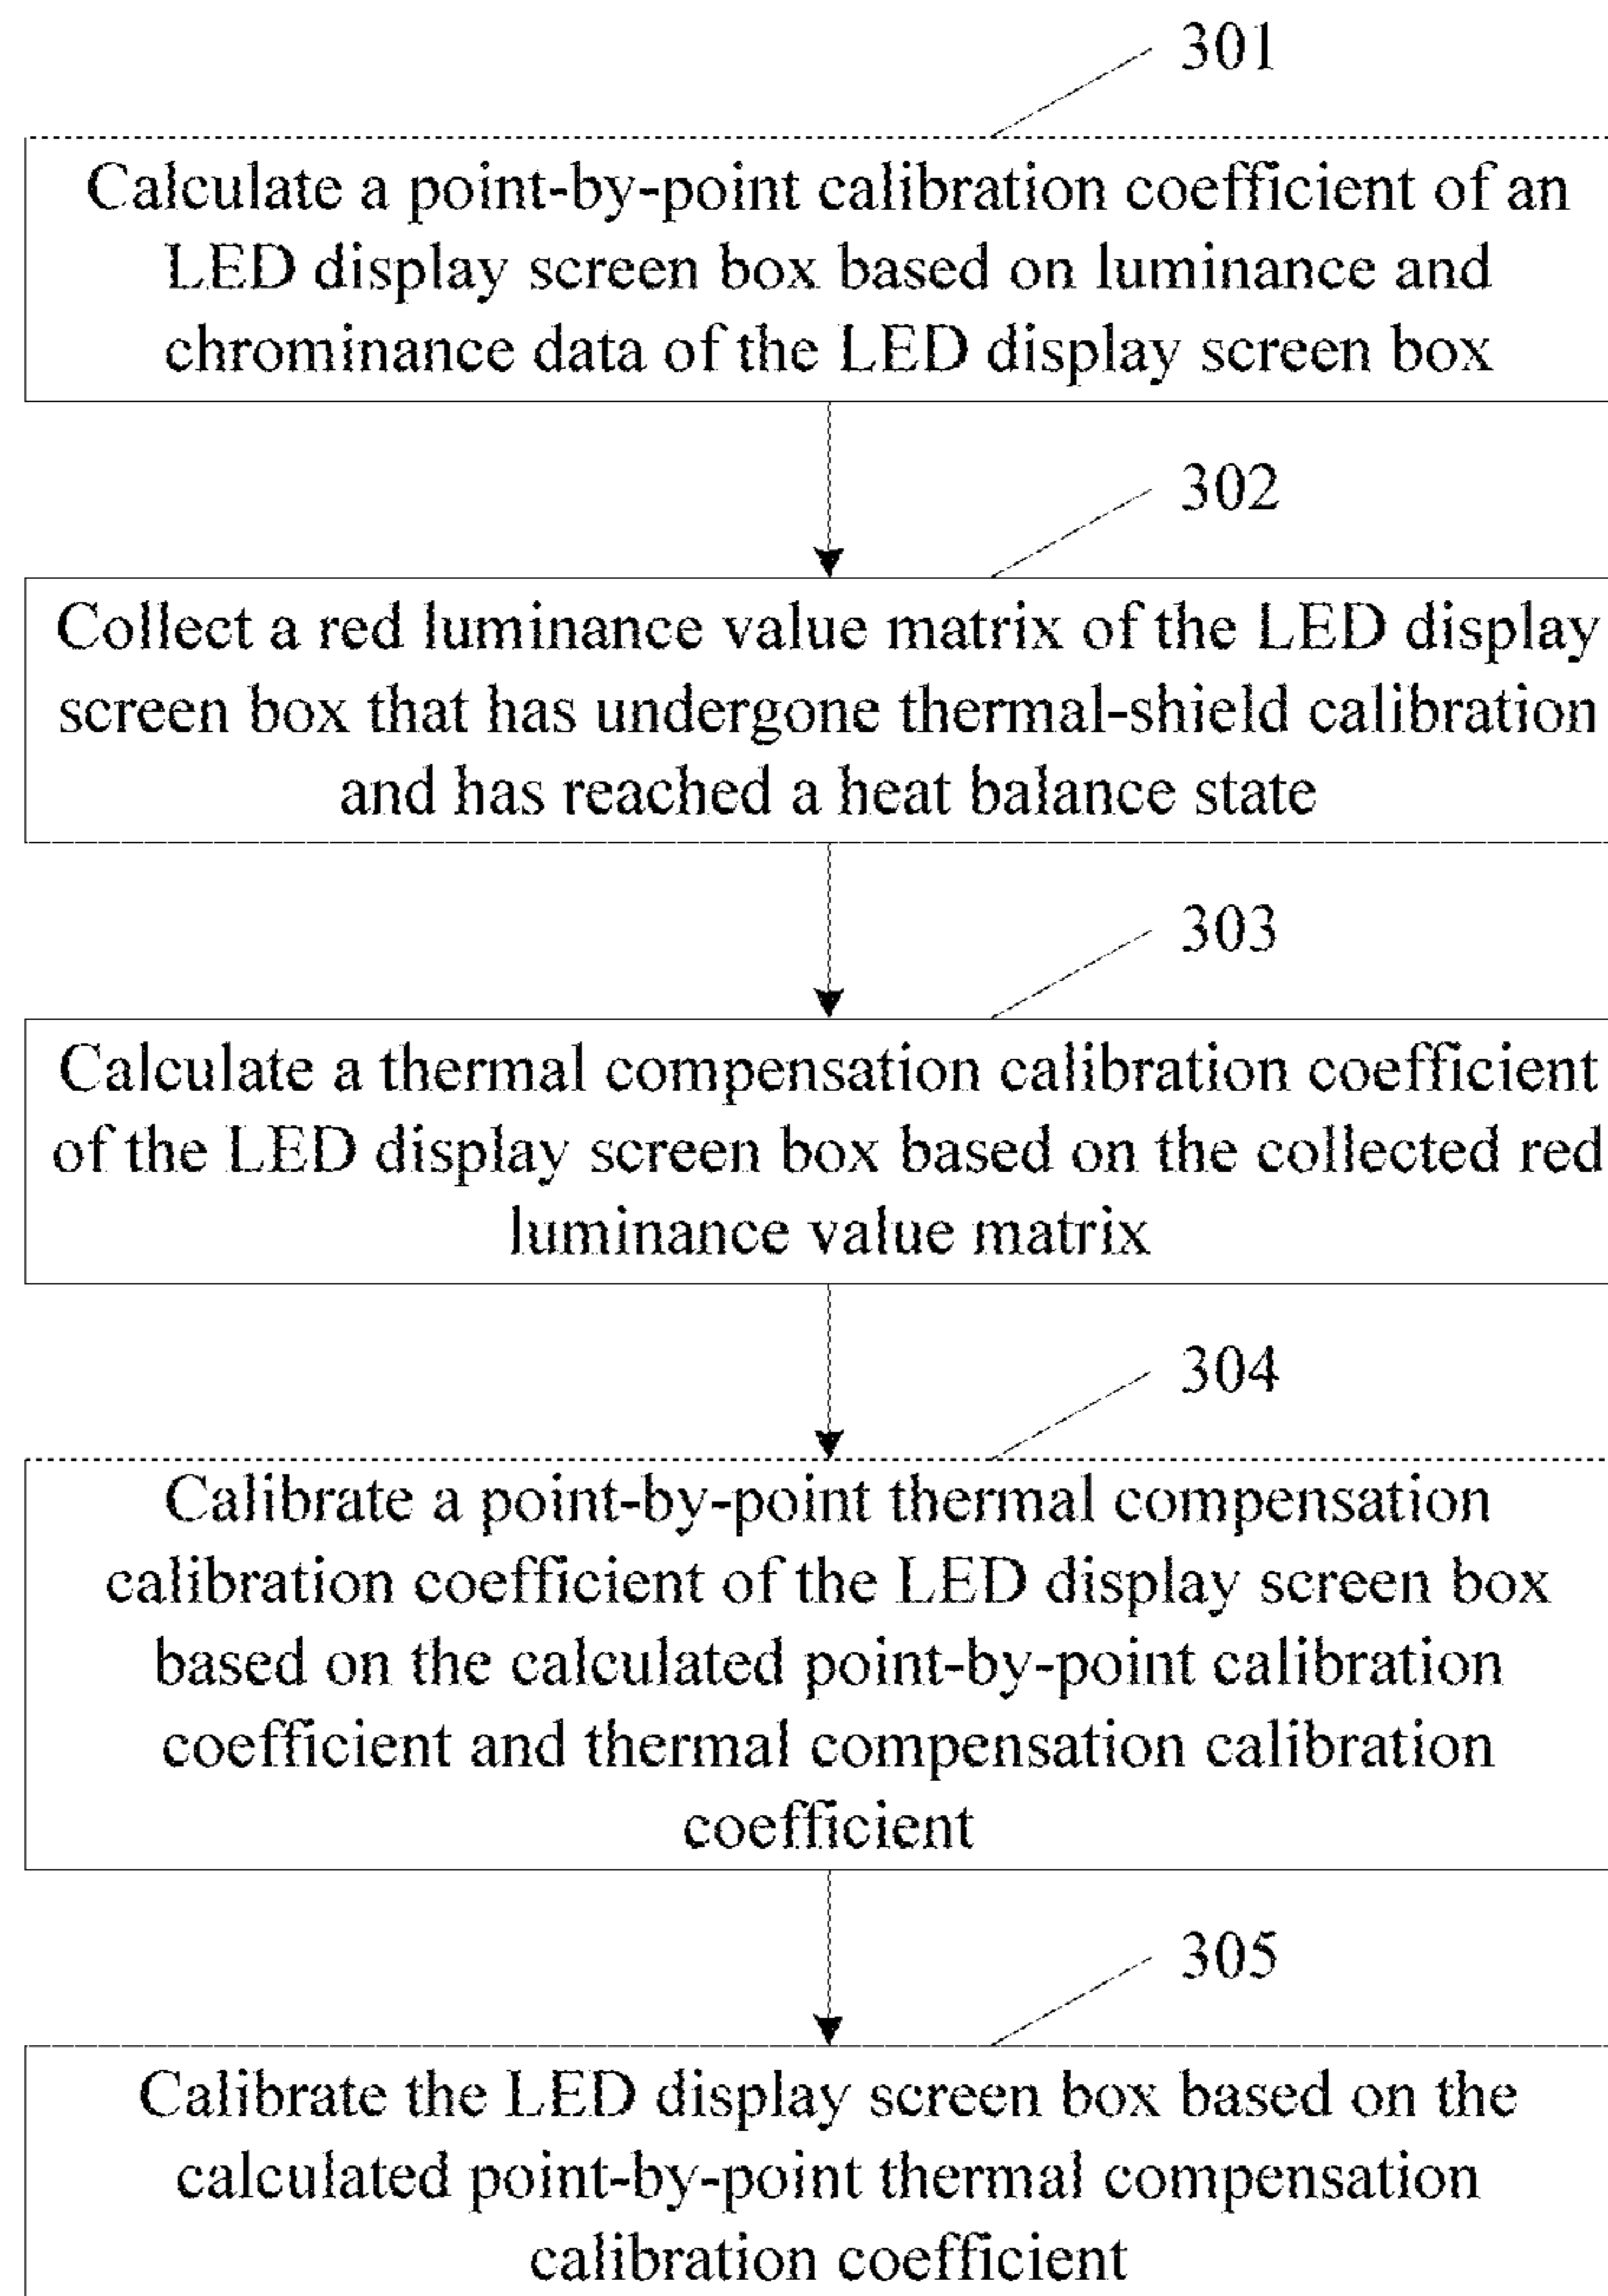 301
Calculate a point-by-point calibration coefficient of an
LED display screen box based on luminance and
chrominance data of the LED display screen box
302
Collect a red luminance value matrix of the LED display
screen box that has undergone thermal-shield calibration
and has reached a heat balance state
303
Calculate a thermal compensation calibration coefficient
of the LED display screen box based on the collected red
luminance value matrix
304
Calibrate a point-by-point thermal compensation
calibration coefficient of the LED display screen box
based on the calculated point-by-point calibration
coefficient and thermal compensation calibration
coefficient
305
Calibrate the LED display screen box based on the
calculated point-by-point thermal compensation
calibration coefficient